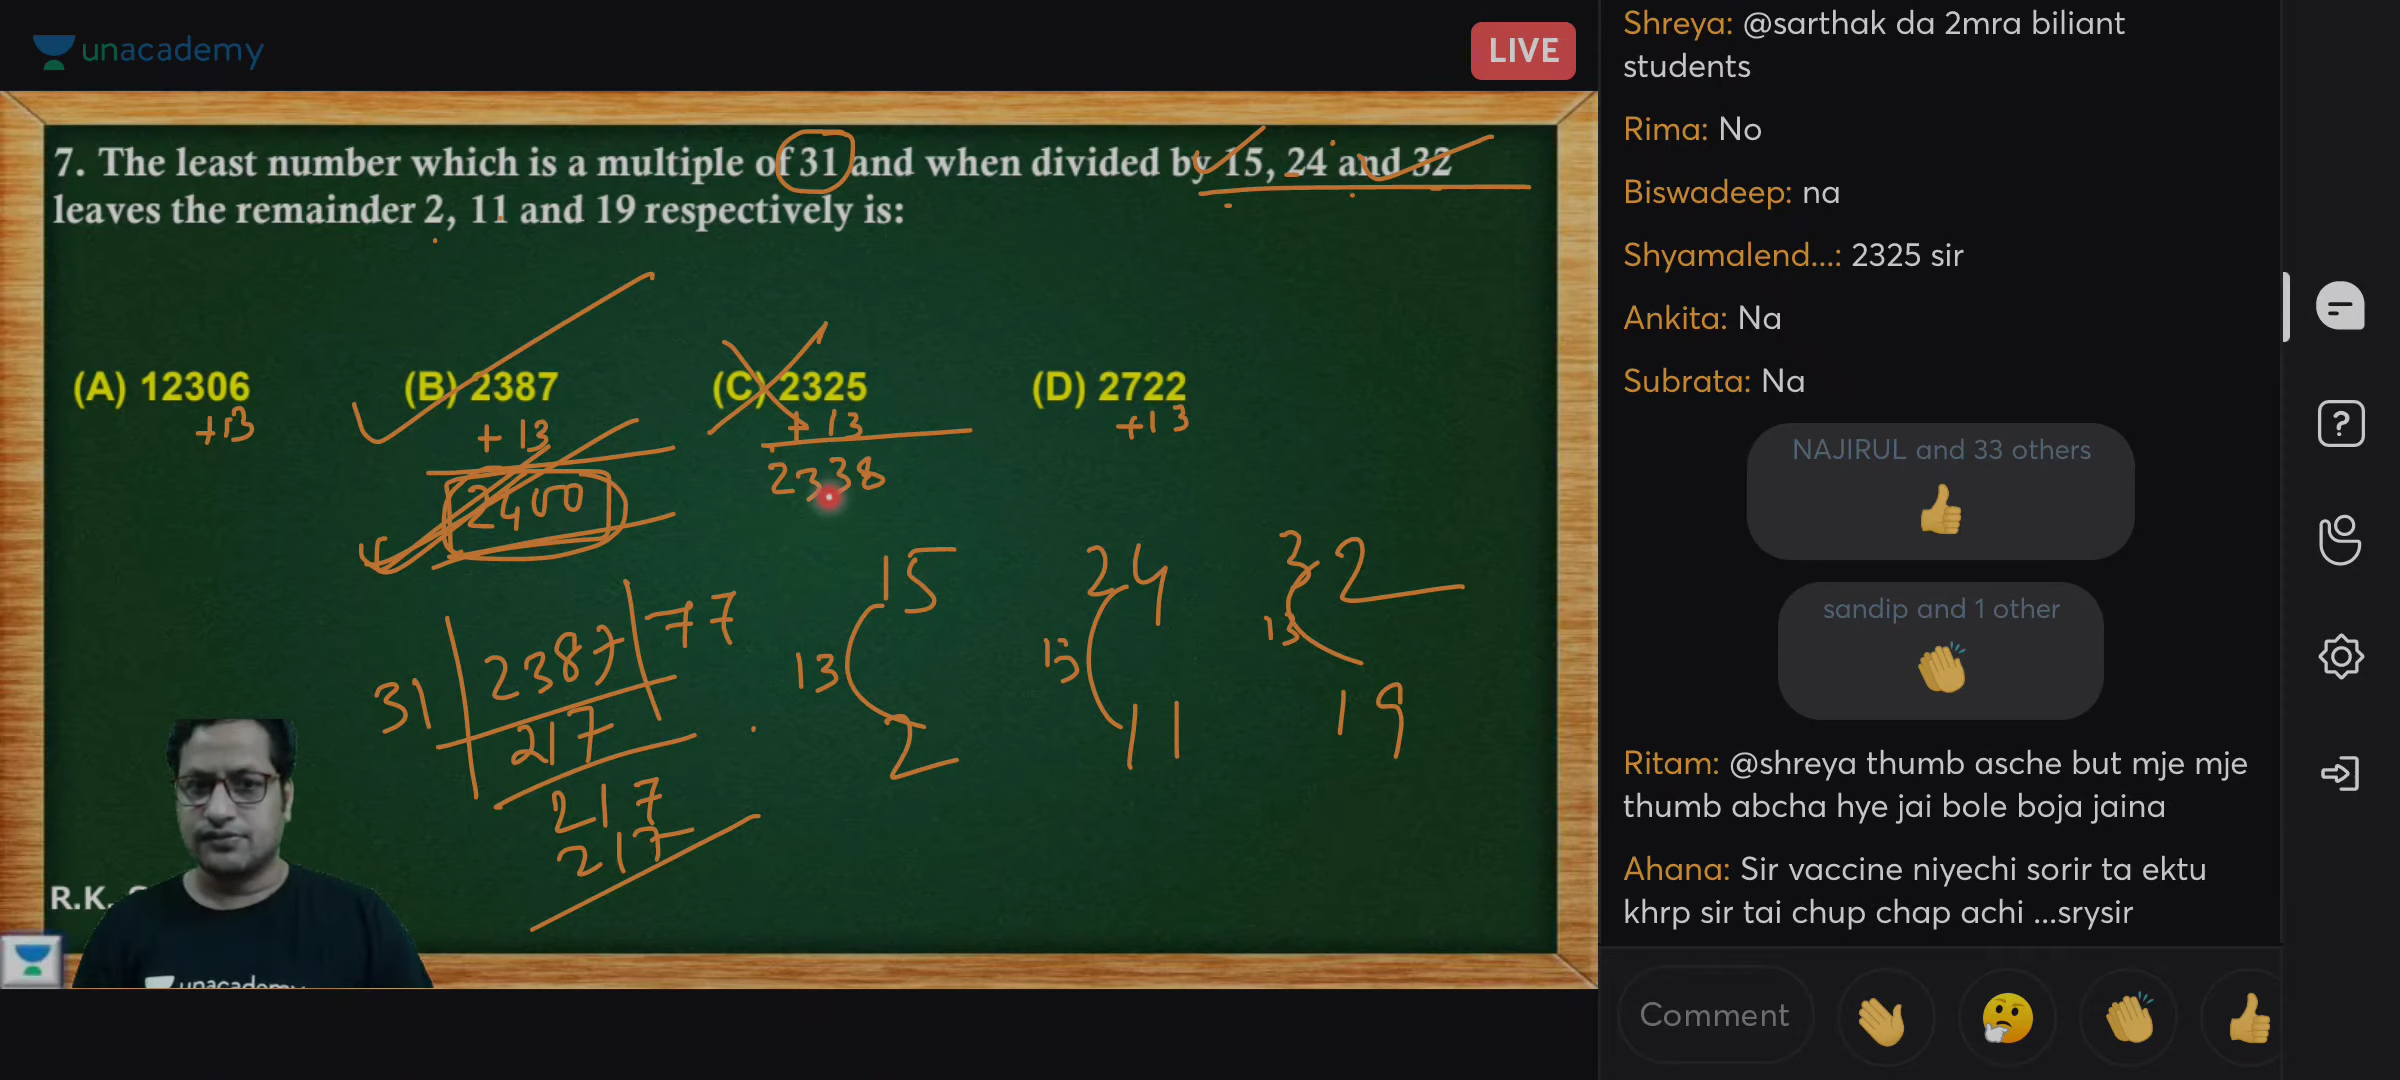 unacademy
LIVE
7. The least number which is a multiple of 31 and when divided by 15, 24 and 32
leaves the remainder 2, 11 and 19 respectively is:
(A) 12306
(B) 2387
(C) 2325
(D) 2722
+13
+ 13
+ 13
+13
2400
2338
15
24
32
13
13
13
2
11
19
31
2387
77
217
217
217
R.K.
unacademy
Shreya: @sarthak da 2mra biliant
students
Rima: No
Biswadeep: na
Shyamalend...: 2325 sir
Ankita: Na
Subrata: Na
NAJIRUL and 33 others
sandip and 1 other
Ritam: @shreya thumb asche but mje mje
thumb abcha hye jai bole boja jaina
Ahana: Sir vaccine niyechi sorir ta ektu
khrp sir tai chup chap achi ...srysir
Comment
?